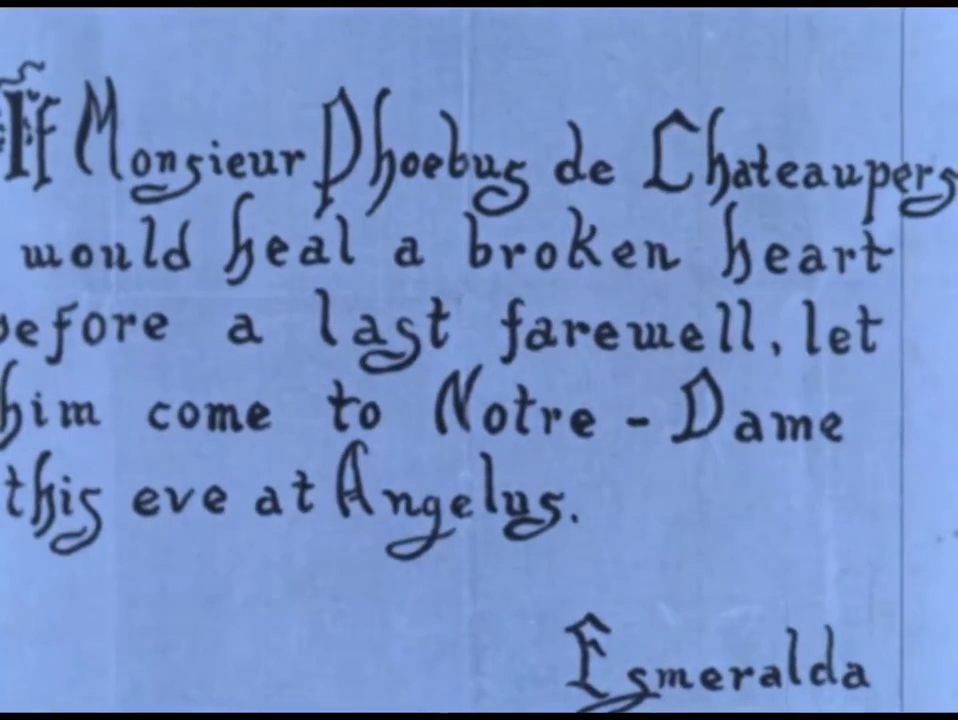 If Monsieur Phoebus de Chateaupers
would heal a broken heart
before a last farewell, let
him come to Notre-Dame
this eve at Angelus.
Esmeralda